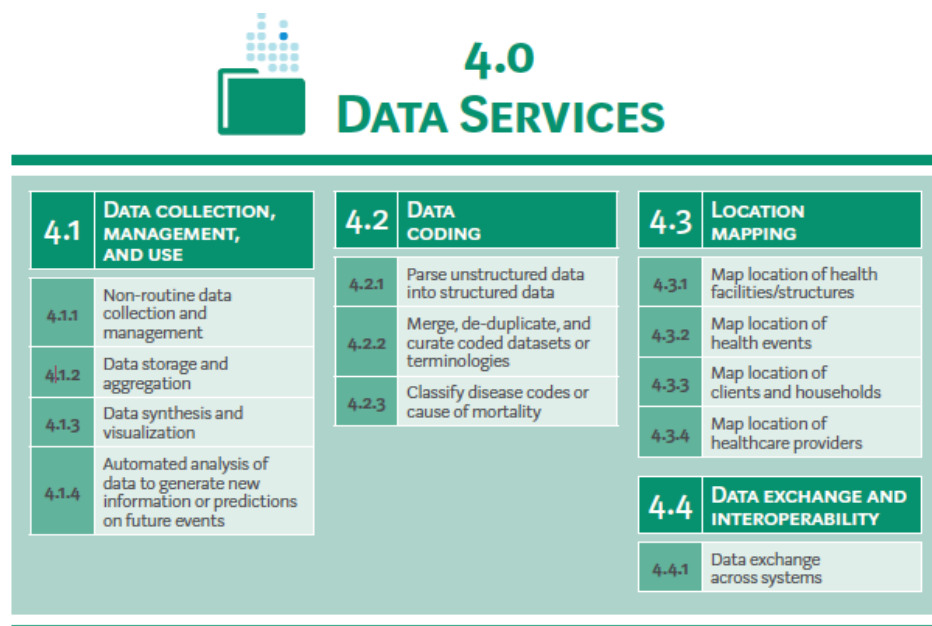 4.0
DATA SERVICES
4.1
DATA COLLECTION,
MANAGEMENT,
AND USE
4.1.1
Non-routine data
collection and
management
4.1.2
Data storage and
aggregation
4.1.3
Data synthesis and
visualization
4.1.4
Automated analysis of
data to generate new
information or predictions
on future events
4.2
DATA
CODING
4.2.1
Parse unstructured data
into structured data
4.2.2
Merge, de-duplicate, and
curate coded datasets or
terminologies
4.2.3
Classify disease codes or
cause of mortality
4.3
LOCATION
MAPPING
4.3.1
Map location of health
facilities/structures
4.3.2
Map location of
health events
4.3.3
Map location of
clients and households
4.3.4
Map location of
healthcare providers
4.4
DATA EXCHANGE AND
INTEROPERABILITY
4.4.1
Data exchange
across systems